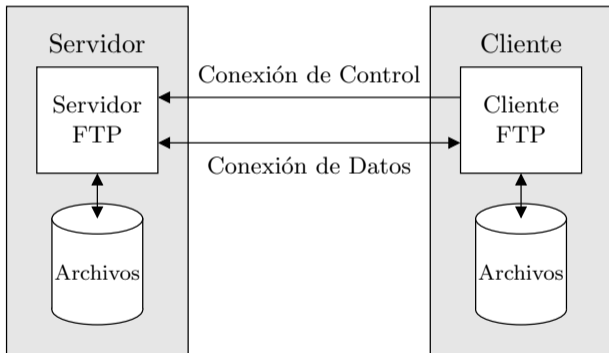 Servidor
Cliente
Conexión de Control
Servidor
FTP
Cliente
FTP
Conexión de Datos
Archivos
Archivos